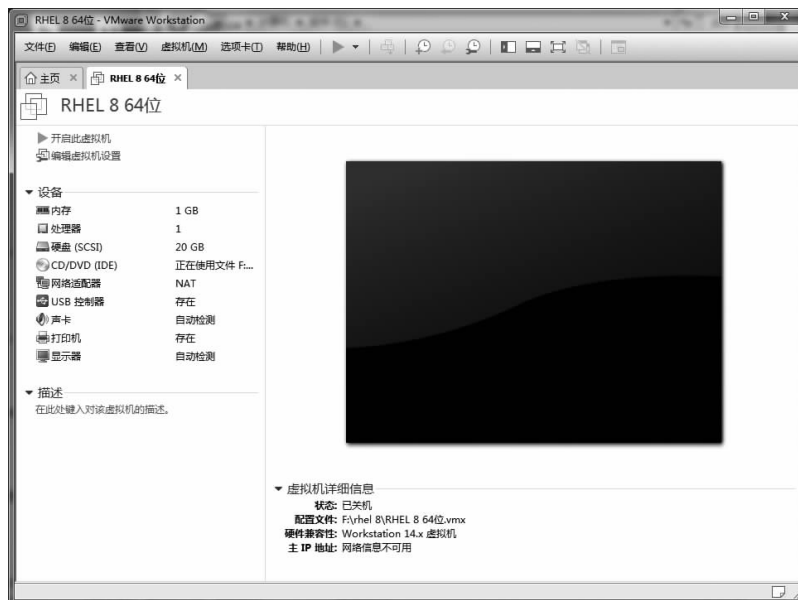 RHEL 8 64位 - VMware Workstation
文件(F) 编辑(E) 查看(V) 虚拟机(M) 选项卡(T) 帮助(H)
主页 RHEL 8 64位
RHEL 8 64位
开启此虚拟机
编辑虚拟机设置
设备
内存 1 GB
处理器 1
硬盘 (SCSI) 20 GB
CD/DVD (IDE) 正在使用文件 F:...
网络适配器 NAT
USB 控制器 存在
声卡 自动检测
打印机 存在
显示器 自动检测
描述
在此处键入对该虚拟机的描述。
虚拟机详细信息
状态: 已关机
配置文件: F:\rhel 8\RHEL 8 64位.vmx
硬件兼容性: Workstation 14.x 虚拟机
主 IP 地址: 网络信息不可用